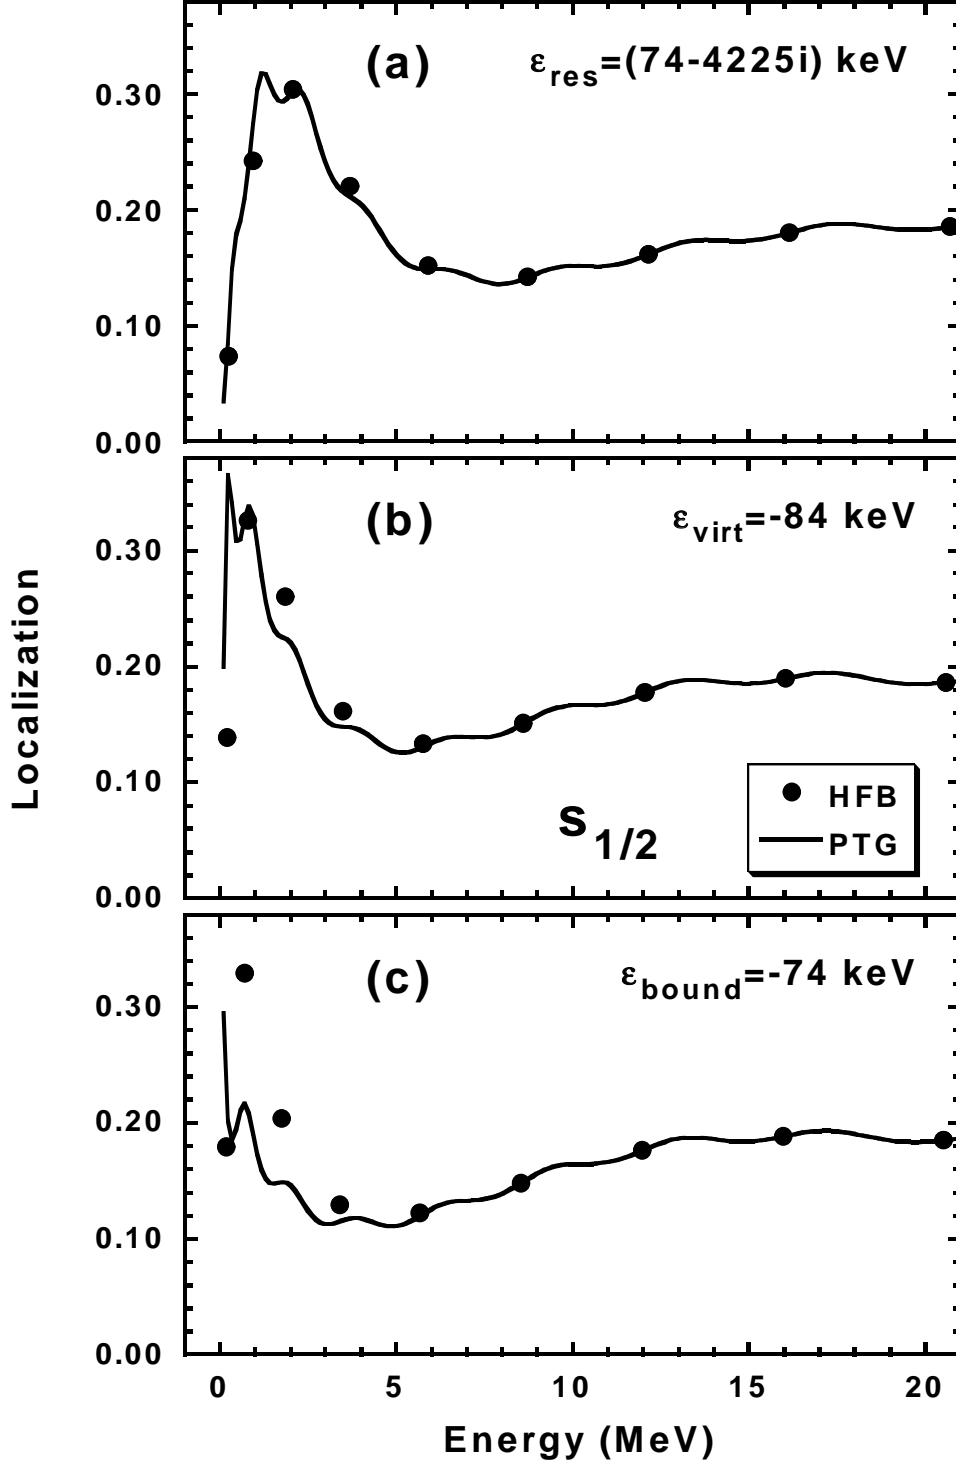 (a) εres=(74-4225i) keV
0.30
0.20
0.10
0.00
(b) εvirt=-84 keV
0.30
0.20
0.10
0.00
HFB
PTG
s1/2
(c) εbound=-74 keV
0.30
0.20
0.10
0.00
0 5 10 15 20
Energy (MeV)
Localization